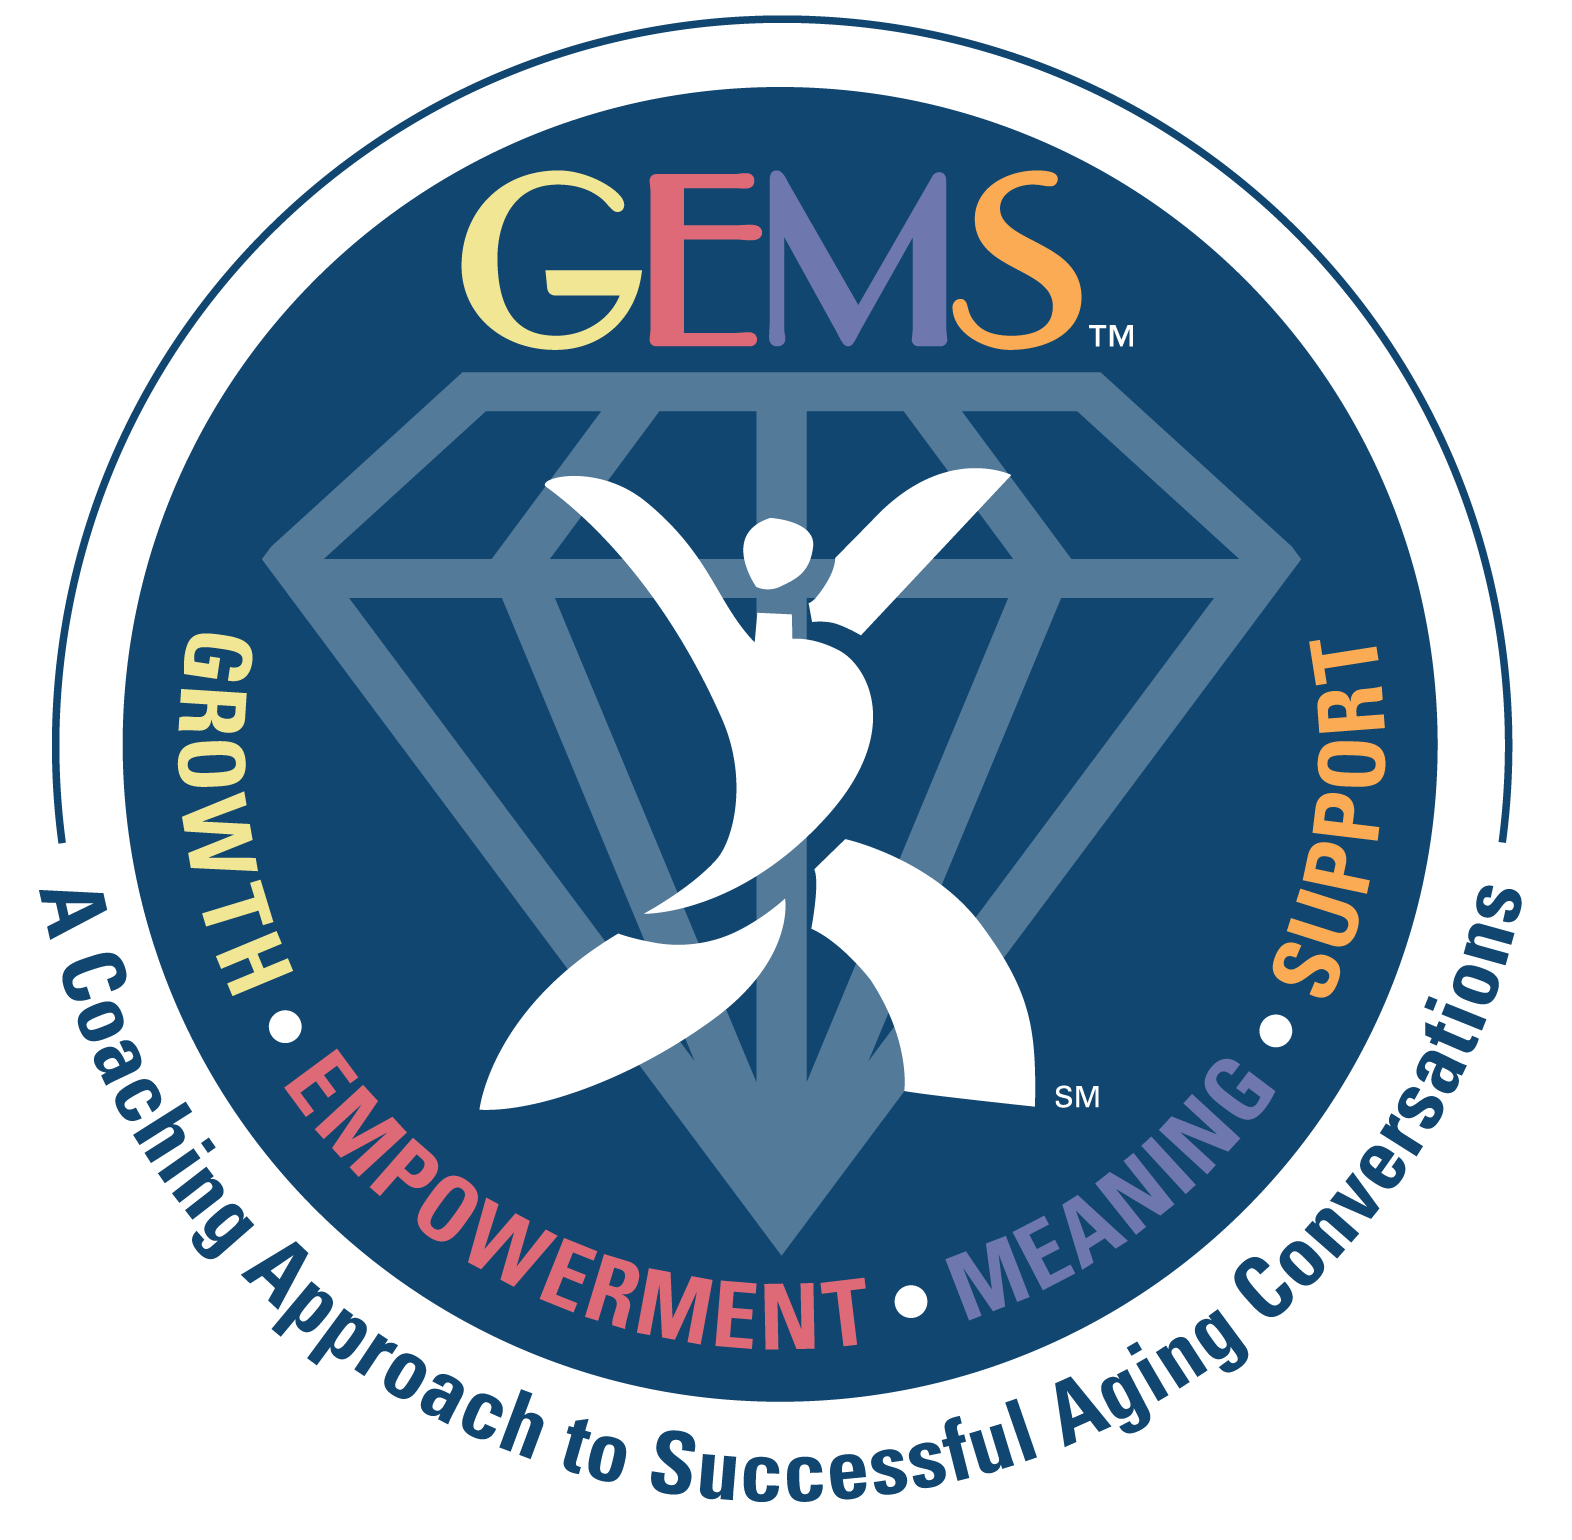 GEMS™
SM
GROWTH • EMPOWERMENT • MEANING • SUPPORT
A Coaching Approach to Successful Aging Conversations